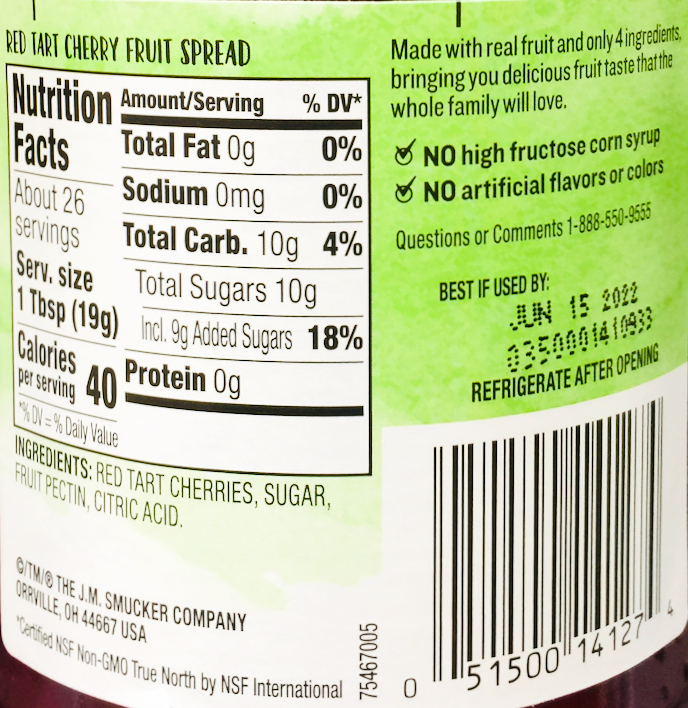 RED TART CHERRY FRUIT SPREAD
Nutrition
Facts
About 26
servings
Serv. size
1 Tbsp (19g)
Calories
per serving 40
*% DV = % Daily Value
Amount/Serving % DV*
Total Fat 0g 0%
Sodium 0mg 0%
Total Carb. 10g 4%
Total Sugars 10g
Incl. 9g Added Sugars 18%
Protein 0g
INGREDIENTS: RED TART CHERRIES, SUGAR,
FRUIT PECTIN, CITRIC ACID.
©/TM/® THE J.M. SMUCKER COMPANY
ORRVILLE, OH 44667 USA
*Certified NSF Non-GMO True North by NSF International
Made with real fruit and only 4 ingredients,
bringing you delicious fruit taste that the
whole family will love.
NO high fructose corn syrup
NO artificial flavors or colors
Questions or Comments 1-888-550-9555
BEST IF USED BY:
JUN 15 2022
0350001410933
REFRIGERATE AFTER OPENING
75467005
0 51500 14127 4